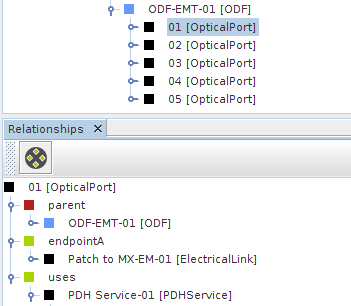 ODF-EMT-01 [ODF]
01 [OpticalPort]
02 [OpticalPort]
03 [OpticalPort]
04 [OpticalPort]
05 [OpticalPort]
Relationships
01 [OpticalPort]
parent
ODF-EMT-01 [ODF]
endpointA
Patch to MX-EM-01 [ElectricalLink]
uses
PDH Service-01 [PDHService]